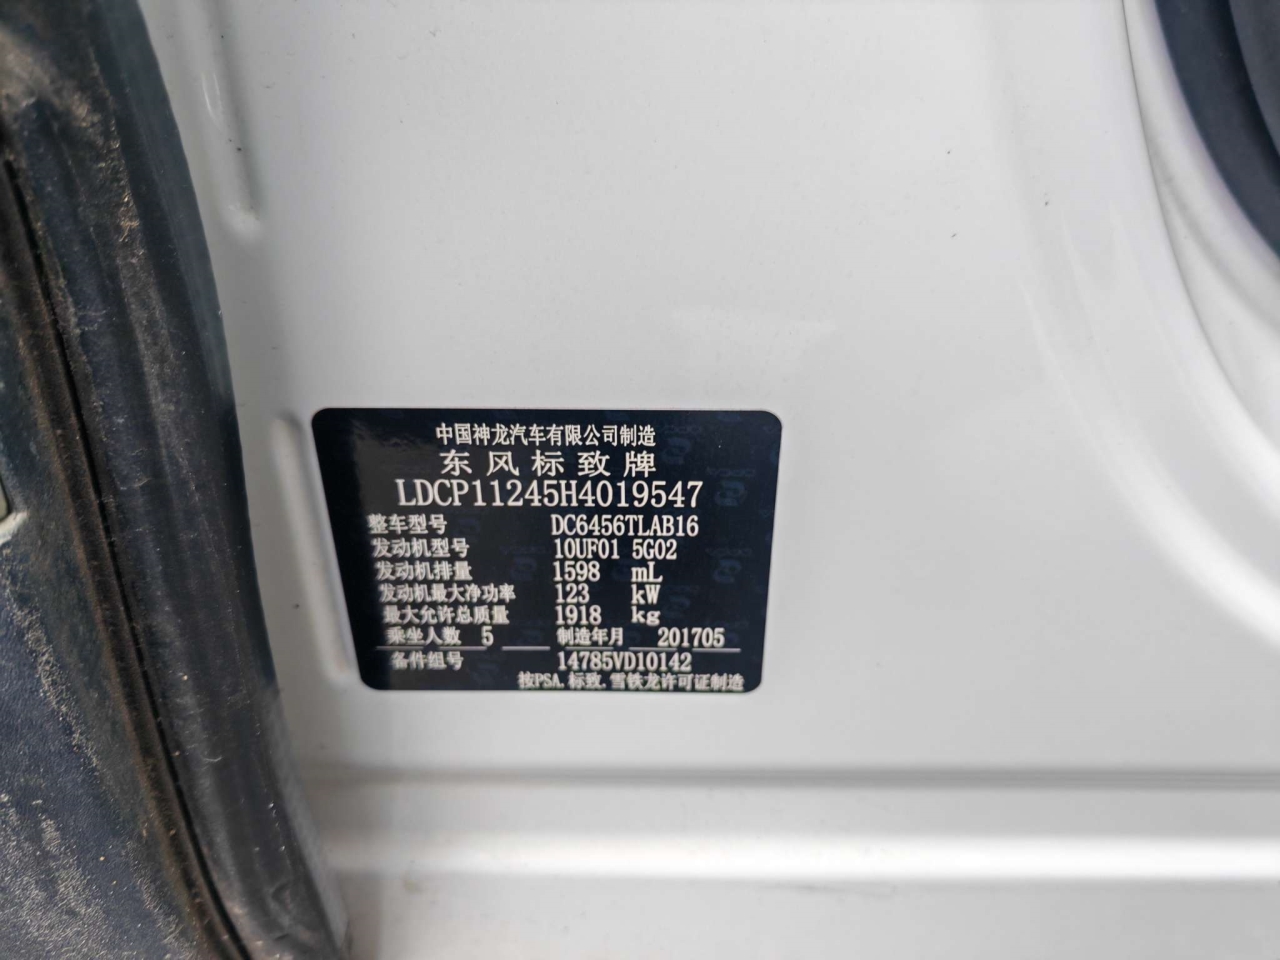 中国神龙汽车有限公司制造
东风标致牌
LDCP11245H4019547
整车型号 DC6456TLAB16
发动机型号 10UF01 5G02
发动机排量 1598 mL
发动机最大净功率 123 kW
最大允许总质量 1918 kg
乘坐人数 5 制造年月 201705
备件组号 14785VD10142
按PSA.标致.雪铁龙许可证制造